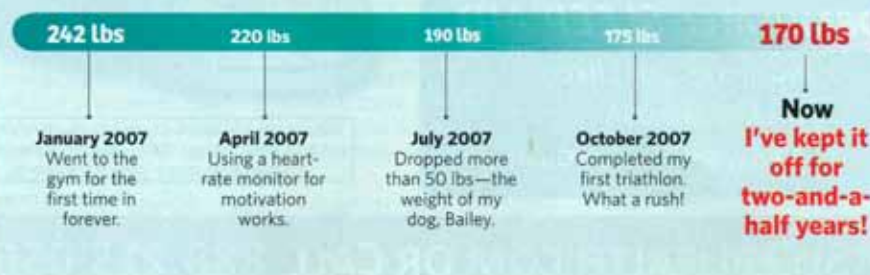 242 lbs
220 lbs
190 lbs
175 lbs
170 lbs
January 2007
Went to the
gym for the
first time in
forever.
April 2007
Using a heart-
rate monitor for
motivation
works.
July 2007
Dropped more
than 50 lbs—the
weight of my
dog, Bailey.
October 2007
Completed my
first triathlon.
What a rush!
Now
I've kept it
off for
two-and-a-
half years!